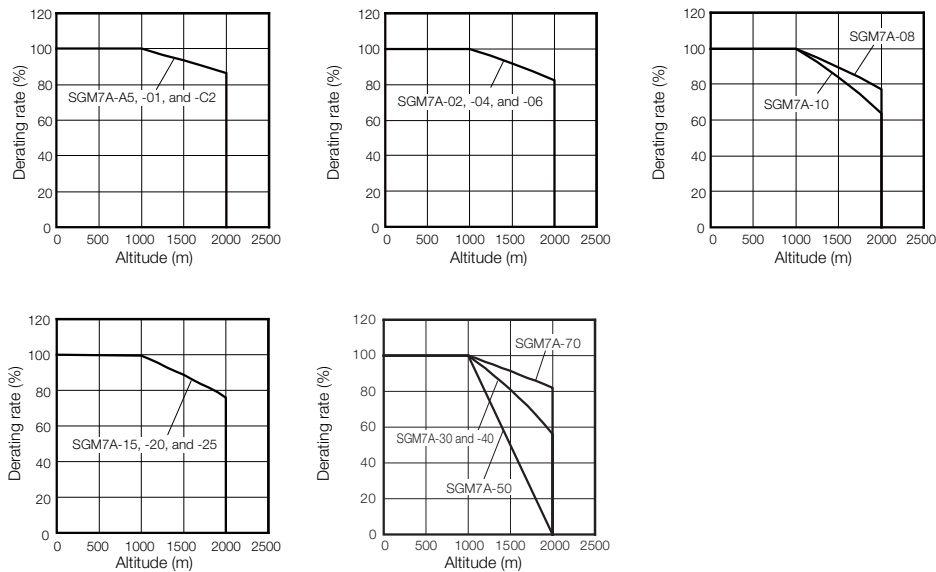 120
100
80
60
40
20
0
Derating rate (%)
SGM7A-A5, -01, and -C2
0 500 1000 1500 2000 2500
Altitude (m)
120
100
80
60
40
20
0
Derating rate (%)
SGM7A-02, -04, and -06
0 500 1000 1500 2000 2500
Altitude (m)
120
100
80
60
40
20
0
Derating rate (%)
SGM7A-08
SGM7A-10
0 500 1000 1500 2000 2500
Altitude (m)
120
100
80
60
40
20
0
Derating rate (%)
SGM7A-15, -20, and -25
0 500 1000 1500 2000 2500
Altitude (m)
120
100
80
60
40
20
0
Derating rate (%)
SGM7A-70
SGM7A-30 and -40
SGM7A-50
0 500 1000 1500 2000 2500
Altitude (m)